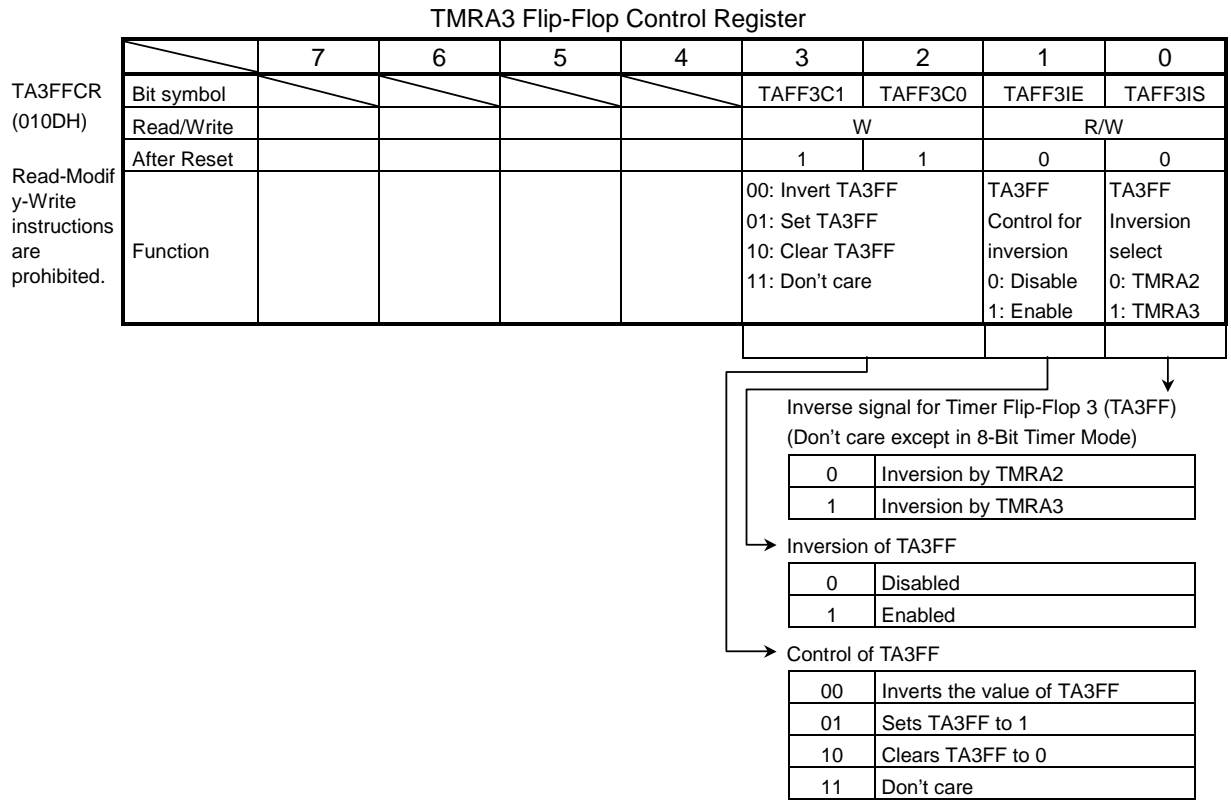 TMRA3 Flip-Flop Control Register
7 6 5 4 3 2 1 0
TA3FFCR
(010DH)
Read-Modif
y-Write
instructions
are
prohibited.
Bit symbol TAFF3C1 TAFF3C0 TAFF3IE TAFF3IS
Read/Write W R/W
After Reset 1 1 0 0
Function
00: Invert TA3FF
01: Set TA3FF
10: Clear TA3FF
11: Don't care
TA3FF
Control for
inversion
0: Disable
1: Enable
TA3FF
Inversion
select
0: TMRA2
1: TMRA3
Inverse signal for Timer Flip-Flop 3 (TA3FF)
(Don't care except in 8-Bit Timer Mode)
0 Inversion by TMRA2
1 Inversion by TMRA3
Inversion of TA3FF
0 Disabled
1 Enabled
Control of TA3FF
00 Inverts the value of TA3FF
01 Sets TA3FF to 1
10 Clears TA3FF to 0
11 Don't care